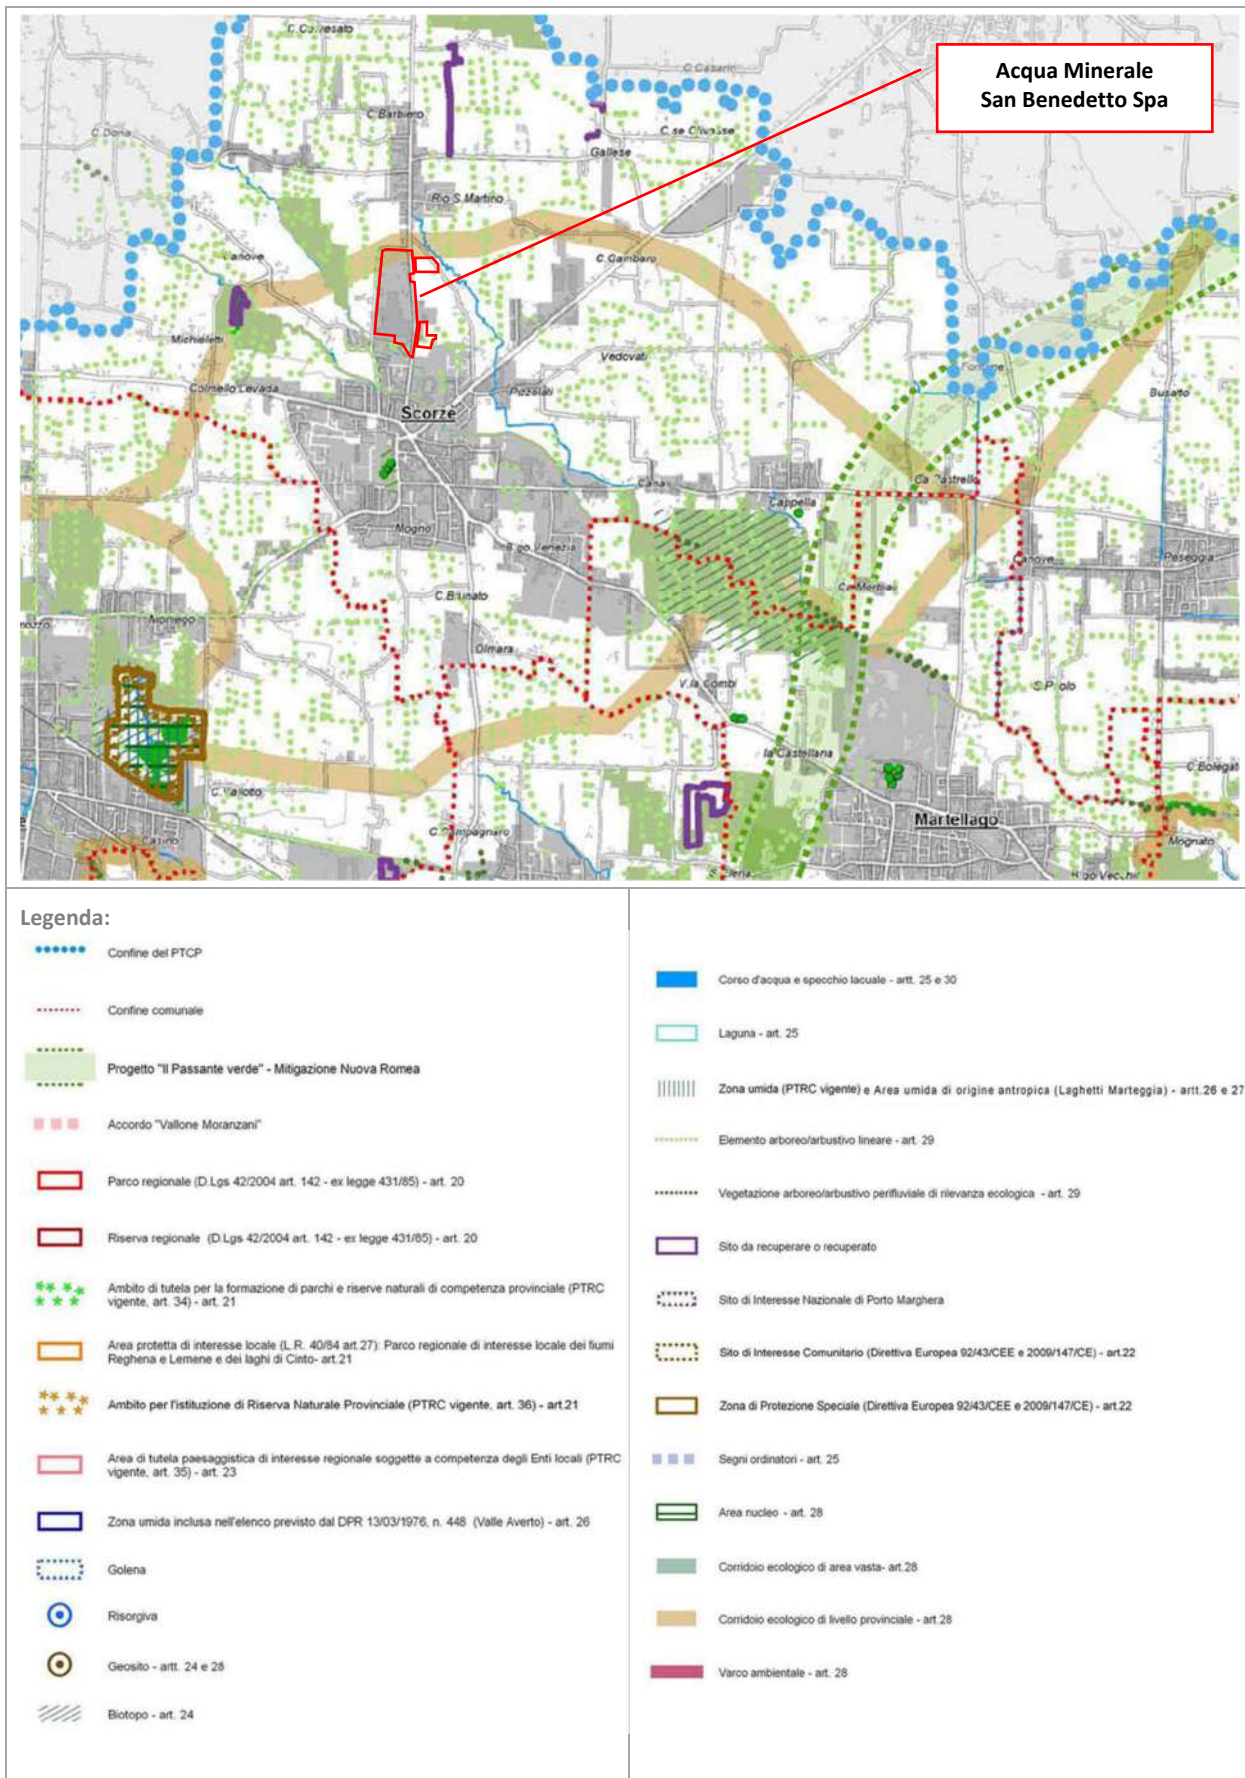 Acqua Minerale
San Benedetto Spa
C. Casarin
C. Barbiero
C. Dona
C.se Olivolse
Gallese
Rio S. Martino
Canove
C. Gambaro
Michieletti
Vedovati
Fontane
Colmello Levada
Pizzolati
Busatto
Scorzè
Canali
Cappella
Ca Pastrello
Mogno
B.go Venezia
Canove
Peseggia
C. Brunato
Ca Morbiai
Moniego
Olmara
V.la Combi
S. Paolo
la Castellana
C. Vallotto
C. Campagnaro
Martellago
Mognato
Casino
Legenda:
Confine del PTCP
Confine comunale
Progetto "Il Passante verde" - Mitigazione Nuova Romea
Accordo "Vallone Moranzani"
Parco regionale (D.Lgs 42/2004 art. 142 - ex legge 431/85) - art. 20
Riserva regionale (D.Lgs 42/2004 art. 142 - ex legge 431/85) - art. 20
Ambito di tutela per la formazione di parchi e riserve naturali di competenza provinciale (PTRC
vigente, art. 34) - art. 21
Area protetta di interesse locale (L.R. 40/84 art.27): Parco regionale di interesse locale dei fiumi
Reghena e Lemene e dei laghi di Cinto- art.21
Ambito per l'istituzione di Riserva Naturale Provinciale (PTRC vigente, art. 36) - art.21
Area di tutela paesaggistica di interesse regionale soggette a competenza degli Enti locali (PTRC
vigente, art. 35) - art. 23
Zona umida inclusa nell'elenco previsto dal DPR 13/03/1976, n. 448 (Valle Averto) - art. 26
Golena
Risorgiva
Geosito - artt. 24 e 28
Biotopo - art. 24
Corso d'acqua e specchio lacuale - artt. 25 e 30
Laguna - art. 25
Zona umida (PTRC vigente) e Area umida di origine antropica (Laghetti Marteggia) - artt.26 e 27
Elemento arboreo/arbustivo lineare - art. 29
Vegetazione arboreo/arbustivo perifluviale di rilevanza ecologica - art. 29
Sito da recuperare o recuperato
Sito di Interesse Nazionale di Porto Marghera
Sito di Interesse Comunitario (Direttiva Europea 92/43/CEE e 2009/147/CE) - art.22
Zona di Protezione Speciale (Direttiva Europea 92/43/CEE e 2009/147/CE) - art.22
Segni ordinatori - art. 25
Area nucleo - art. 28
Corridoio ecologico di area vasta- art.28
Corridoio ecologico di livello provinciale - art.28
Varco ambientale - art. 28